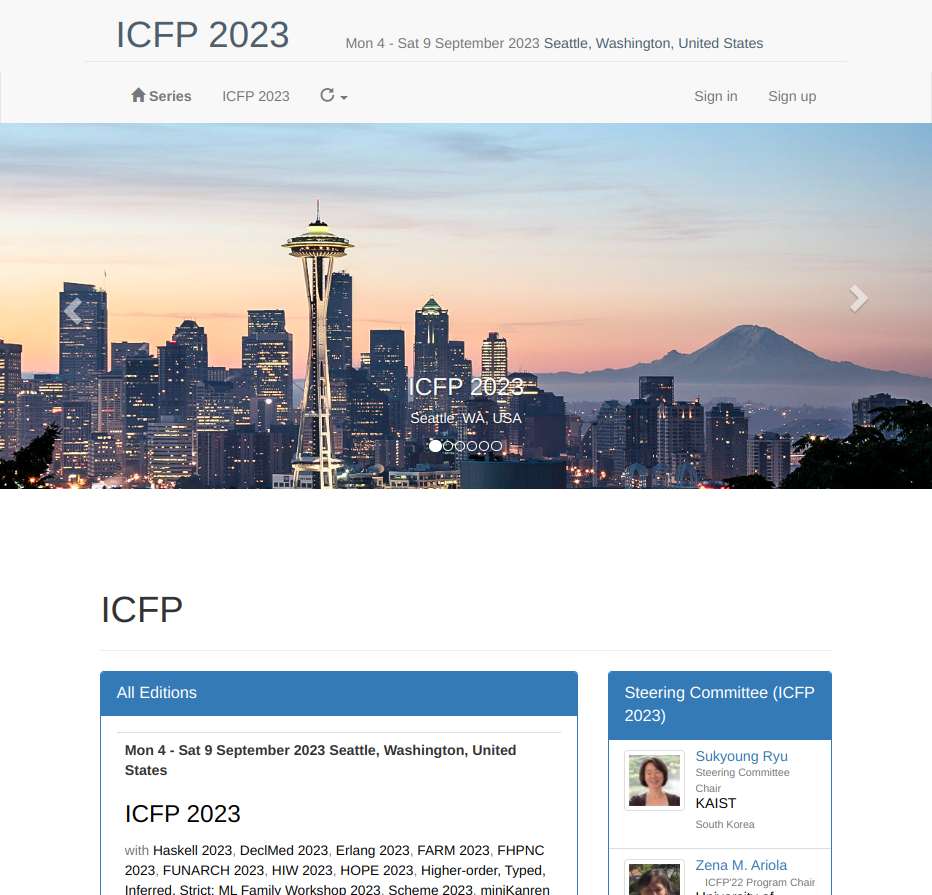 ICFP 2023
Mon 4 - Sat 9 September 2023 Seattle, Washington, United States
Series ICFP 2023
Sign in Sign up
ICFP 2023
Seattle, WA, USA
ICFP
All Editions
Mon 4 - Sat 9 September 2023 Seattle, Washington, United
States
ICFP 2023
with Haskell 2023, DeclMed 2023, Erlang 2023, FARM 2023, FHPNC
2023, FUNARCH 2023, HIW 2023, HOPE 2023, Higher-order, Typed,
Inferred, Strict: ML Family Workshop 2023, Scheme 2023, miniKanren
Steering Committee (ICFP
2023)
Sukyoung Ryu
Steering Committee
Chair
KAIST
South Korea
Zena M. Ariola
ICFP'22 Program Chair
University of